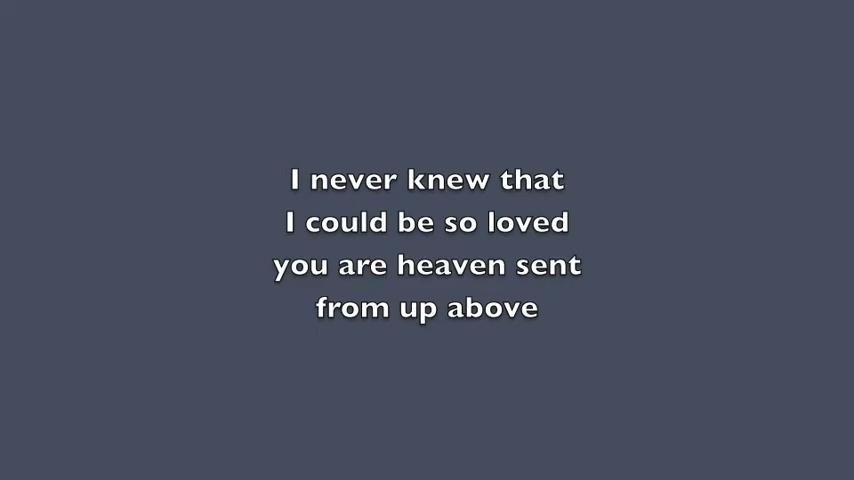 I never knew that
I could be so loved
you are heaven sent
from up above